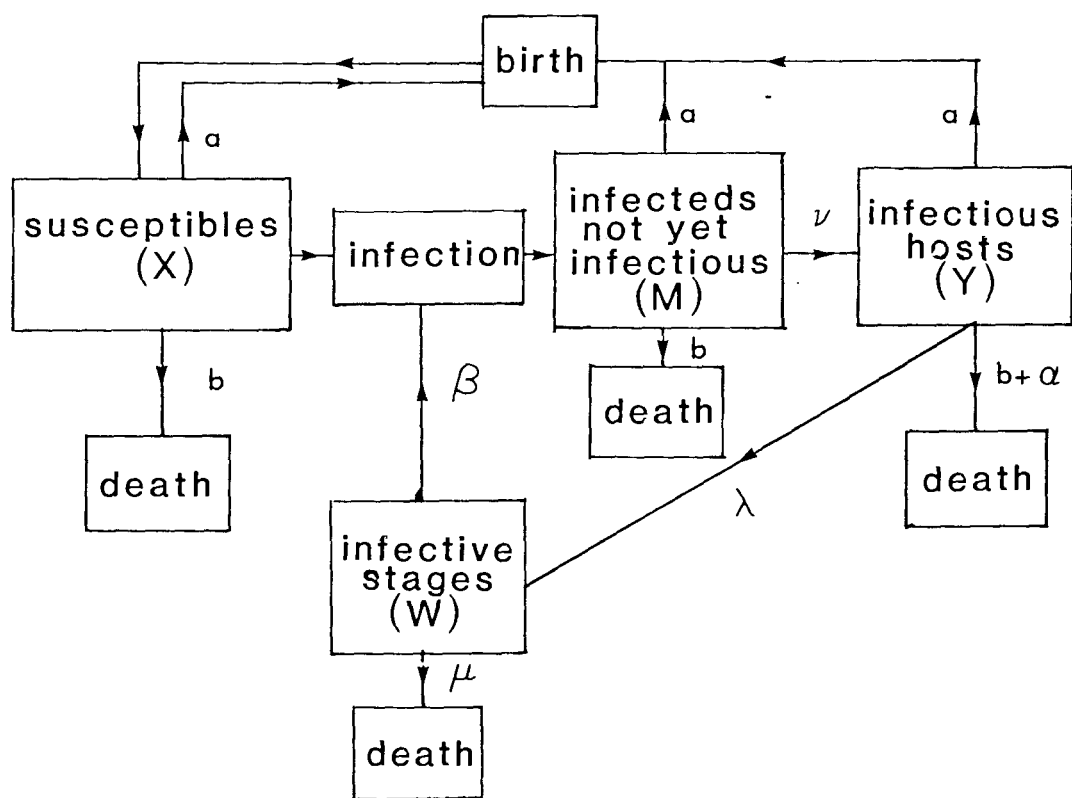 birth
a
a
a
susceptibles
(X)
infection
infecteds
not yet
infectious
(M)
ν
infectious
hosts
(Y)
b
β
b
b+ α
death
death
death
λ
infective
stages
(W)
μ
death